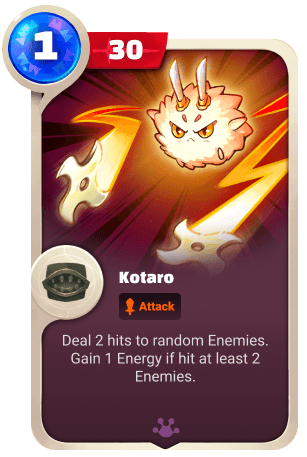 1
30
Kotaro
Attack
Deal 2 hits to random Enemies.
Gain 1 Energy if hit at least 2
Enemies.